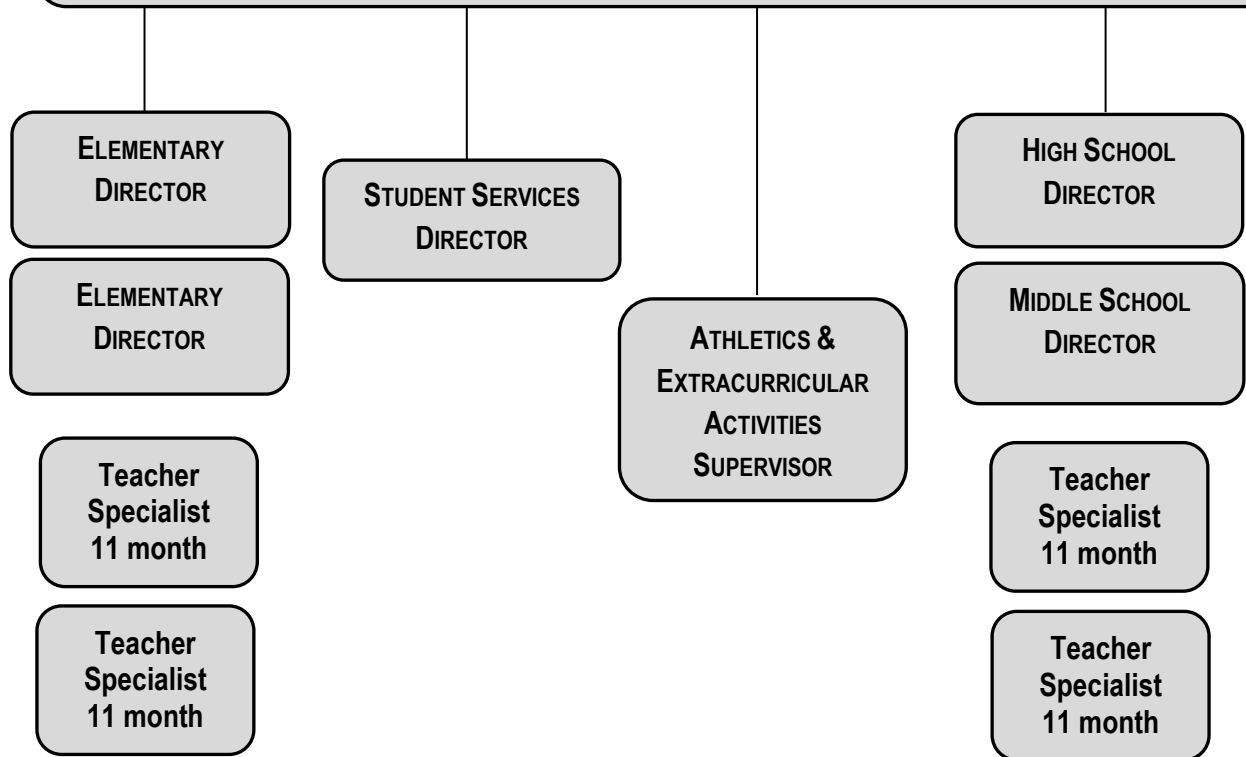 ELEMENTARY
DIRECTOR
ELEMENTARY
DIRECTOR
Teacher
Specialist
11 month
Teacher
Specialist
11 month
STUDENT SERVICES
DIRECTOR
ATHLETICS &
EXTRACURRICULAR
ACTIVITIES
SUPERVISOR
HIGH SCHOOL
DIRECTOR
MIDDLE SCHOOL
DIRECTOR
Teacher
Specialist
11 month
Teacher
Specialist
11 month